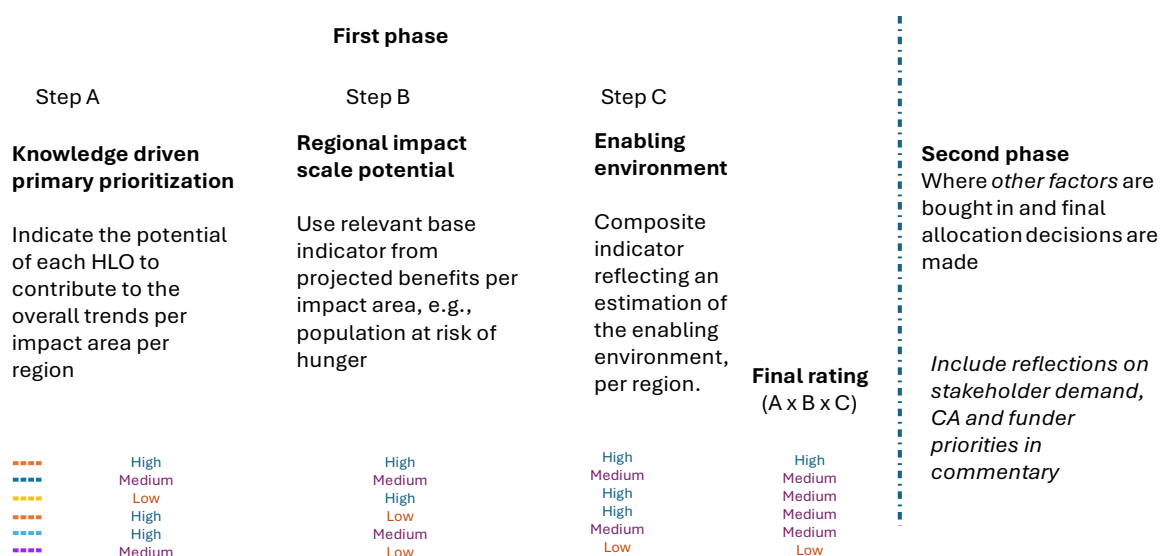 First phase
Step A
Step B
Step C
Knowledge driven
primary prioritization
Regional impact
scale potential
Enabling
environment
Indicate the potential
of each HLO to
contribute to the
overall trends per
impact area per
region
Use relevant base
indicator from
projected benefits per
impact area, e.g.,
population at risk of
hunger
Composite
indicator
reflecting an
estimation of
the enabling
environment,
per region.
Final rating
(A x B x C)
High
Medium
Low
High
High
Medium
High
Medium
High
Low
Medium
Low
High
Medium
High
High
Medium
Low
High
Medium
Medium
Medium
Medium
Low
Second phase
Where other factors are
bought in and final
allocation decisions are
made
Include reflections on
stakeholder demand,
CA and funder
priorities in
commentary